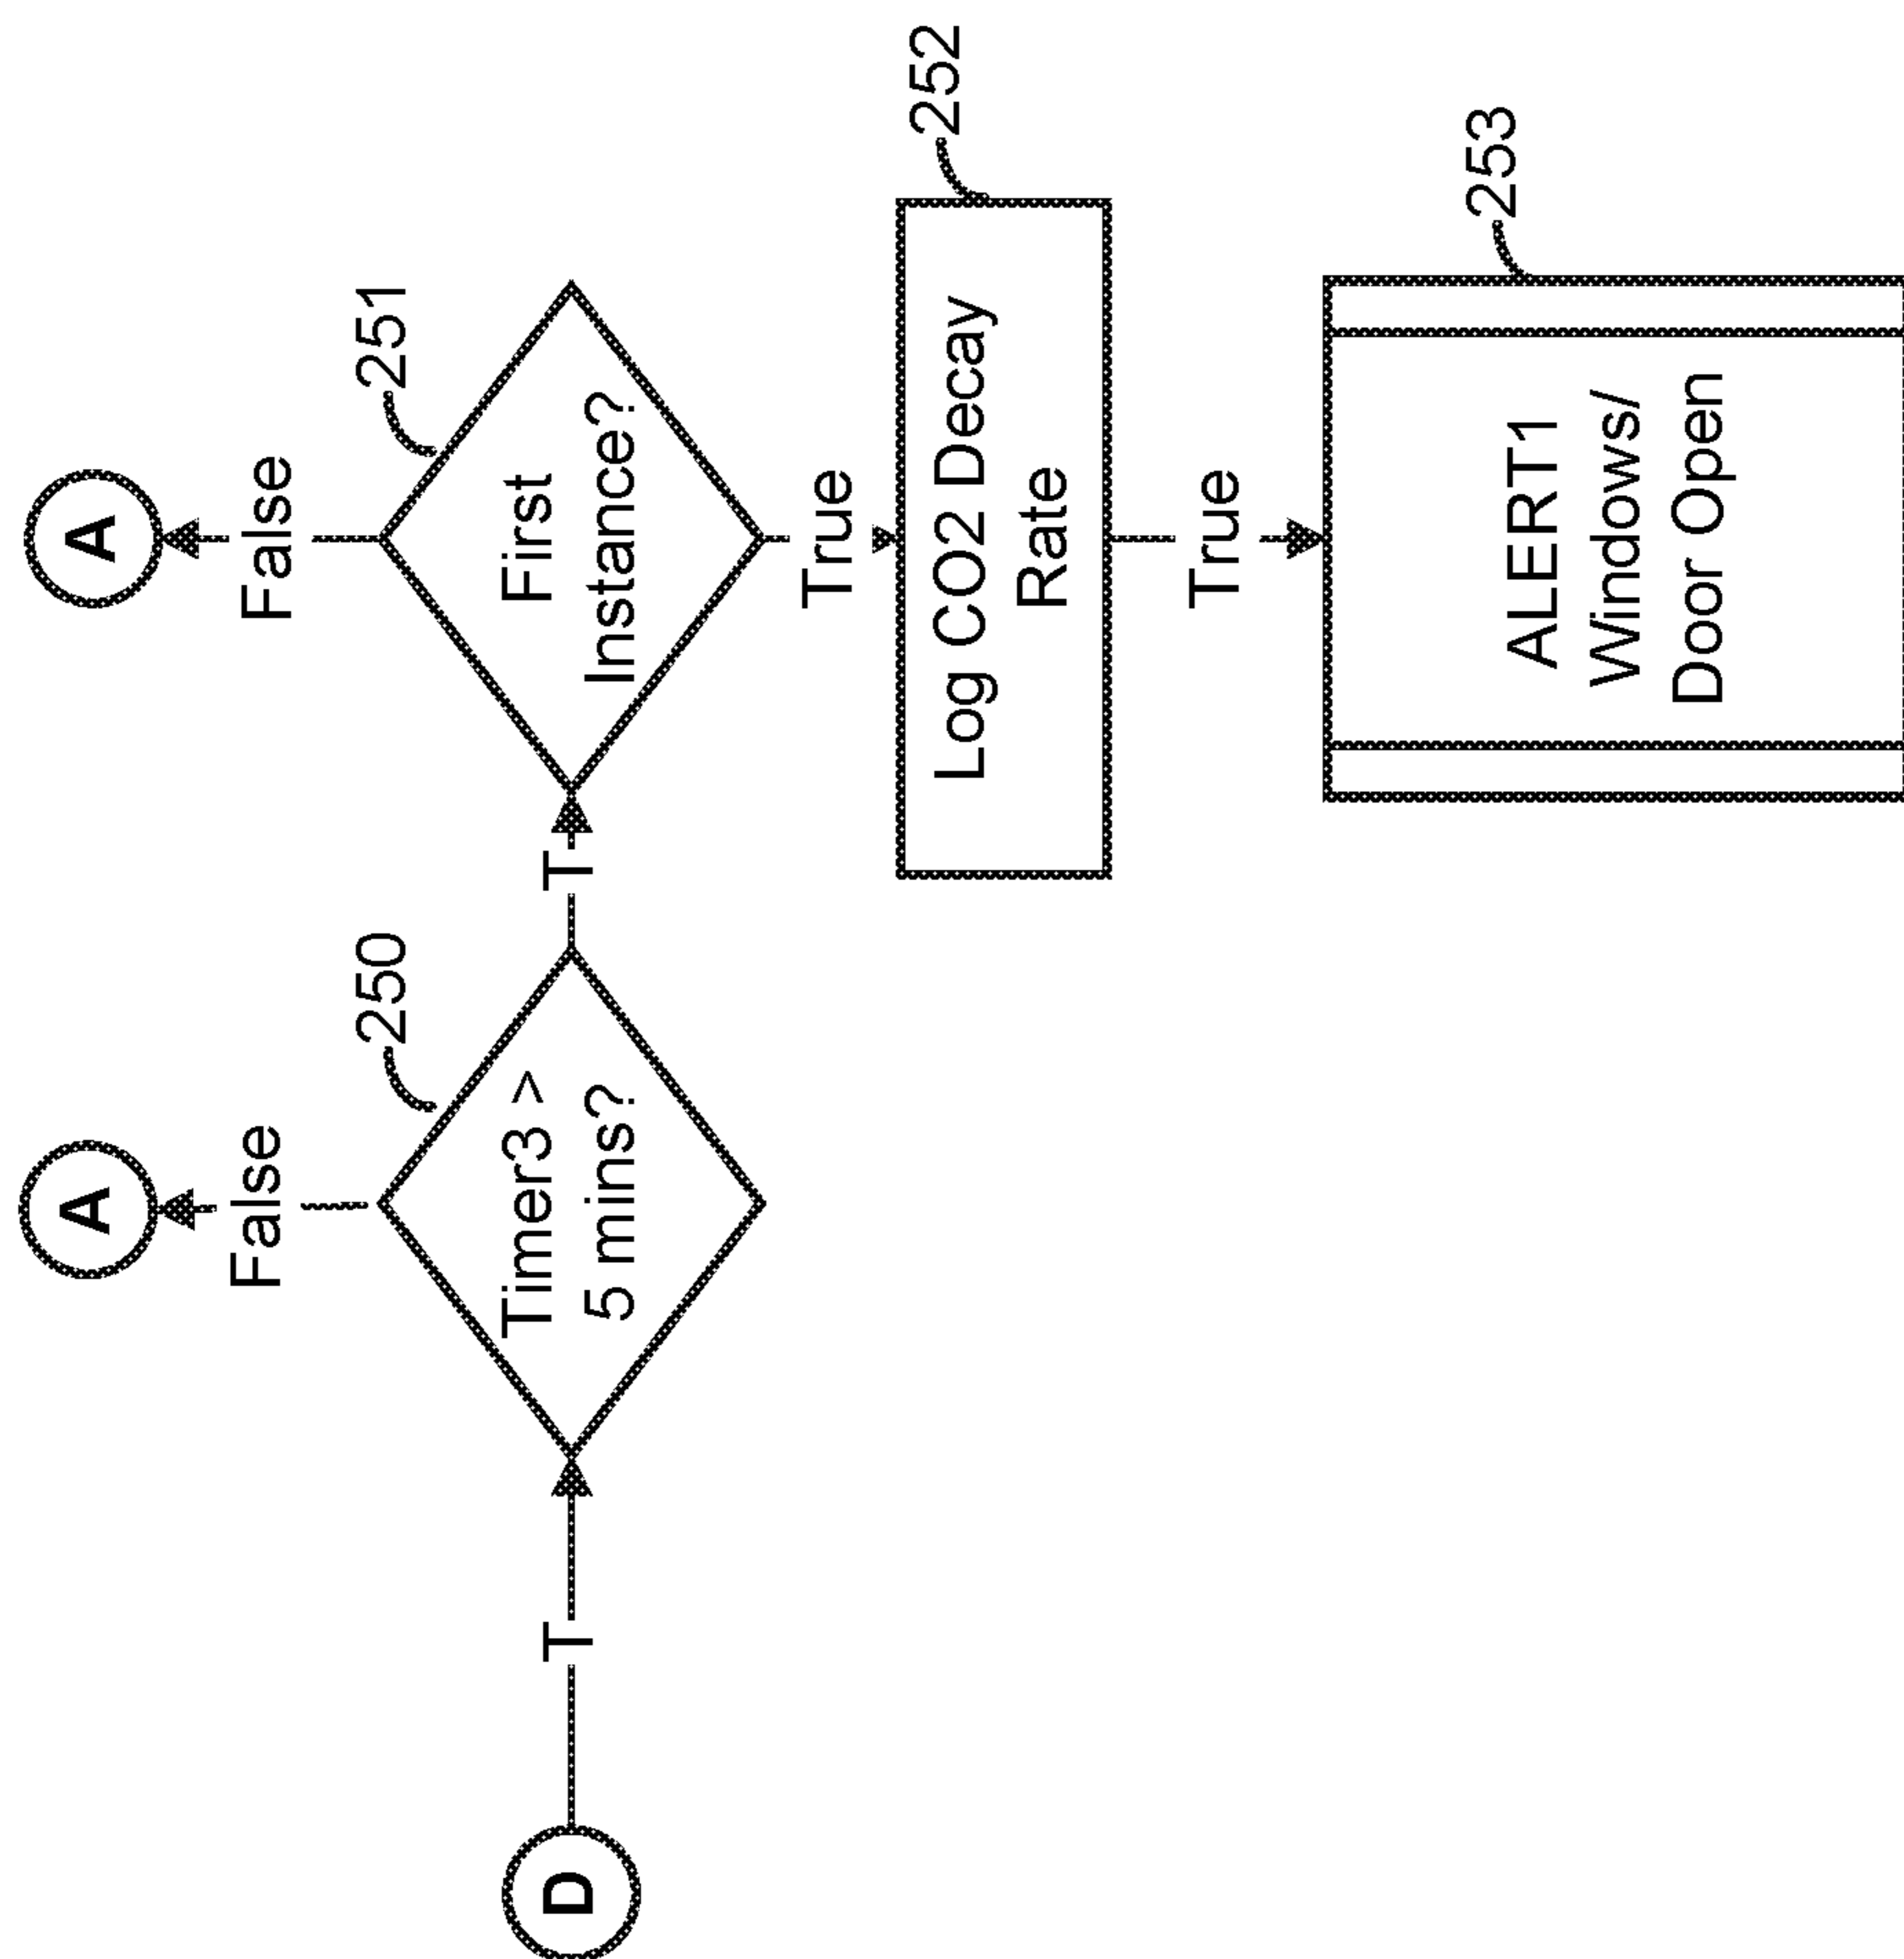 D
T
A
False
250
Timer3 >
5 mins?
T
A
False
251
First
Instance?
True
252
Log CO2 Decay
Rate
True
253
ALERT1
Windows/
Door Open